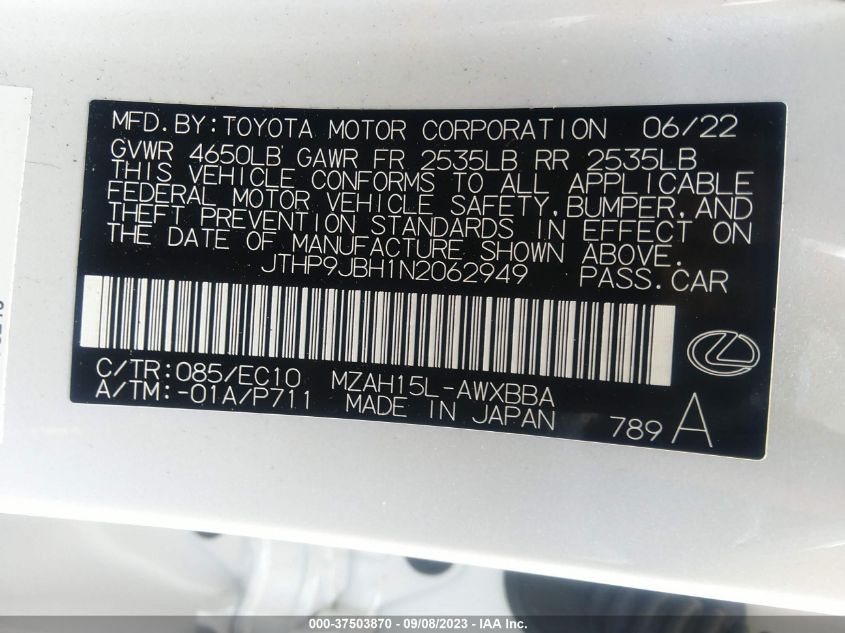 MFD.BY:TOYOTA MOTOR CORPORATION 06/22
GVWR 4650LB GAWR FR 2535LB RR 2535LB
THIS VEHICLE CONFORMS TO ALL APPLICABLE
FEDERAL MOTOR VEHICLE SAFETY,BUMPER,AND
THEFT PREVENTION STANDARDS IN EFFECT ON
THE DATE OF MANUFACTURE SHOWN ABOVE.
JTHP9JBH1N2062949 PASS.CAR
C/TR:085/EC10 MZAH15L-AWXBBA
A/TM:-01A/P711 MADE IN JAPAN
789 A
000-37503870 - 09/08/2023 - IAAI - Copart